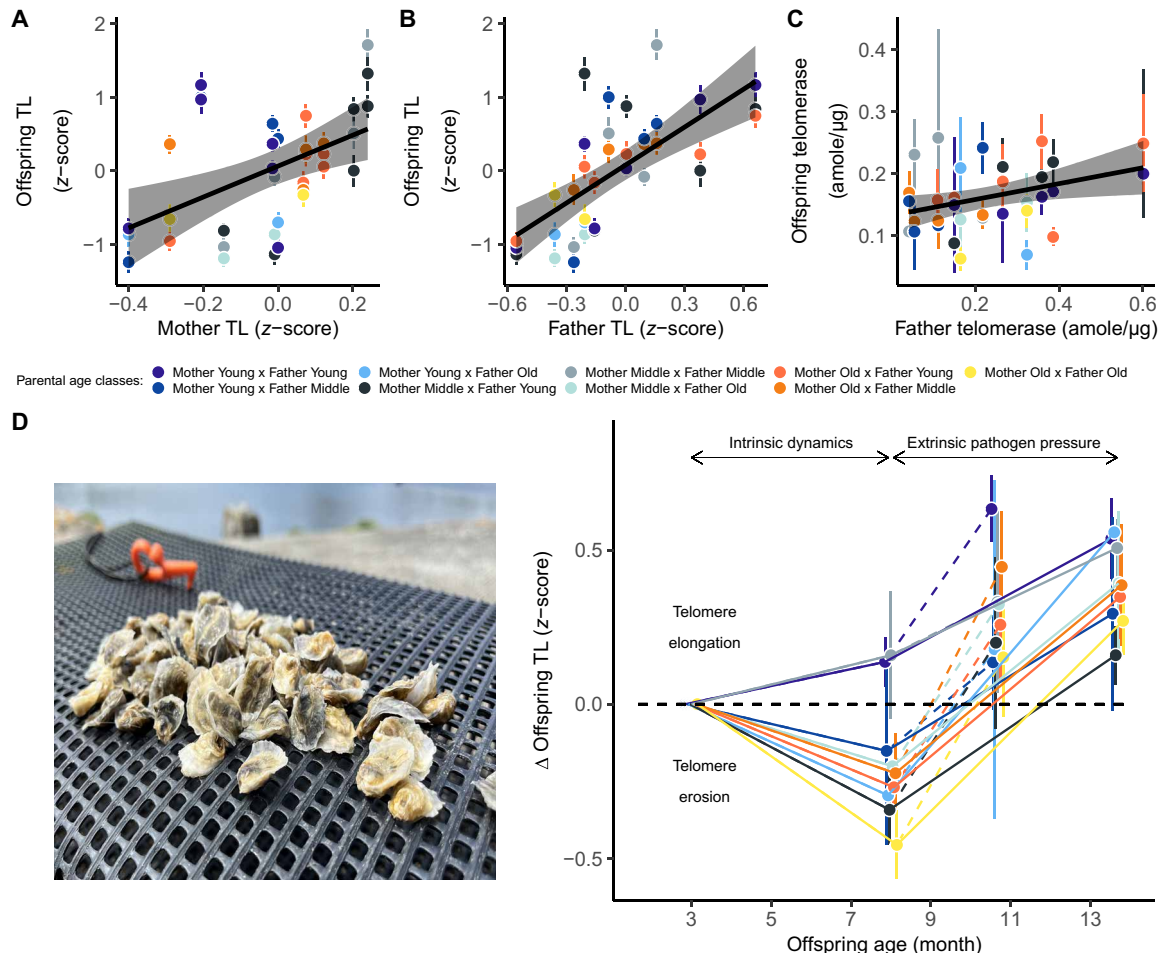 A
B
C
2
1
0
−1
Offspring TL
(z−score)
−0.4
−0.2
0.0
0.2
Mother TL (z−score)
2
1
0
−1
Offspring TL
(z−score)
−0.6
−0.3
0.0
0.3
0.6
Father TL (z−score)
0.4
0.3
0.2
0.1
Offspring telomerase
(amole/μg)
0.2
0.4
0.6
Father telomerase (amole/μg)
Parental age classes:
Mother Young x Father Young
Mother Young x Father Old
Mother Middle x Father Middle
Mother Old x Father Young
Mother Old x Father Old
Mother Young x Father Middle
Mother Middle x Father Young
Mother Middle x Father Old
Mother Old x Father Middle
D
Intrinsic dynamics
Extrinsic pathogen pressure
Δ Offspring TL (z−score)
0.5
0.0
−0.5
Telomere
elongation
Telomere
erosion
3
5
7
9
11
13
Offspring age (month)